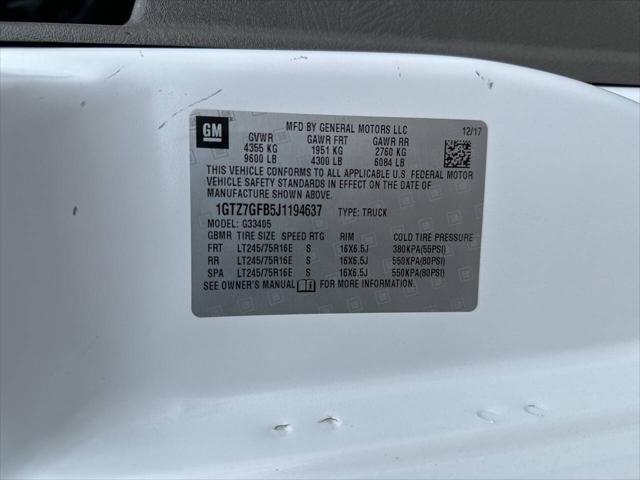 GM
MFD BY GENERAL MOTORS LLC 12/17
GVWR GAWR FRT GAWR RR
4355 KG 1951 KG 2760 KG
9600 LB 4300 LB 6084 LB
THIS VEHICLE CONFORMS TO ALL APPLICABLE U.S. FEDERAL MOTOR
VEHICLE SAFETY STANDARDS IN EFFECT ON THE DATE OF
MANUFACTURE SHOWN ABOVE.
1GTZ7GFB5J1194637 TYPE: TRUCK
MODEL: G33405
GBMR TIRE SIZE SPEED RTG RIM COLD TIRE PRESSURE
FRT LT245/75R16E S 16X6.5J 380KPA(55PSI)
RR LT245/75R16E S 16X6.5J 550KPA(80PSI)
SPA LT245/75R16E S 16X6.5J 550KPA(80PSI)
SEE OWNER'S MANUAL FOR MORE INFORMATION.